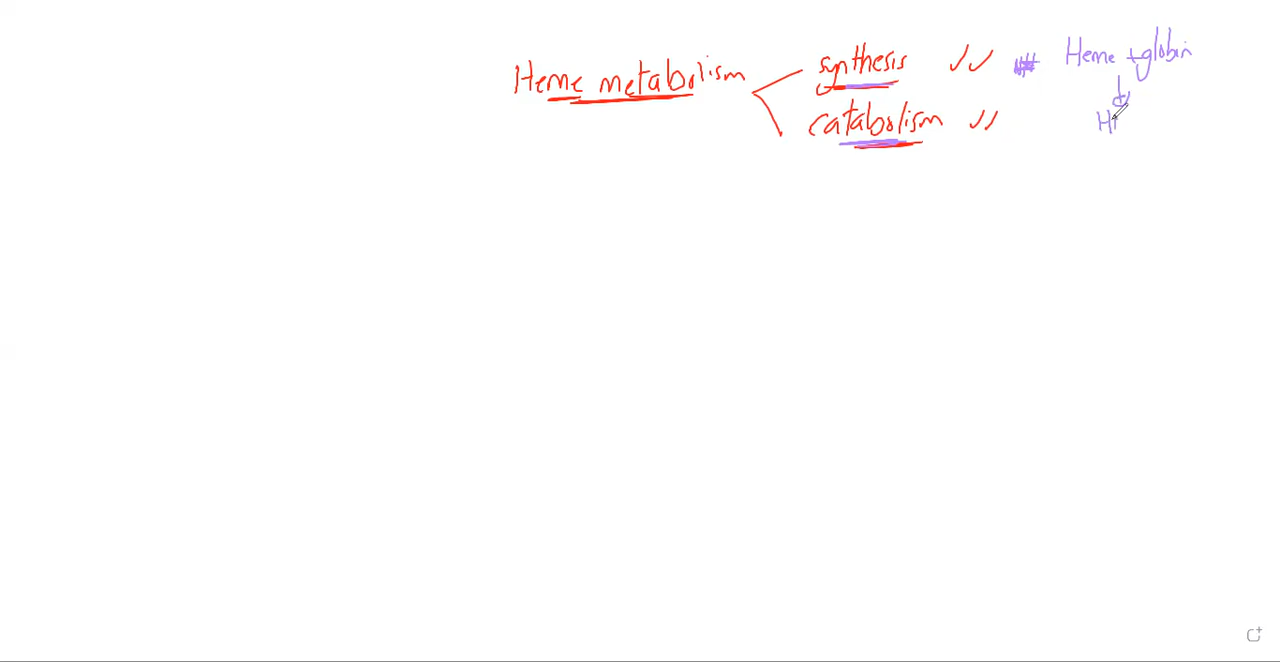 Heme metabolism
synthesis ✓✓
catabolism ✓✓
Heme + globin
↓
H